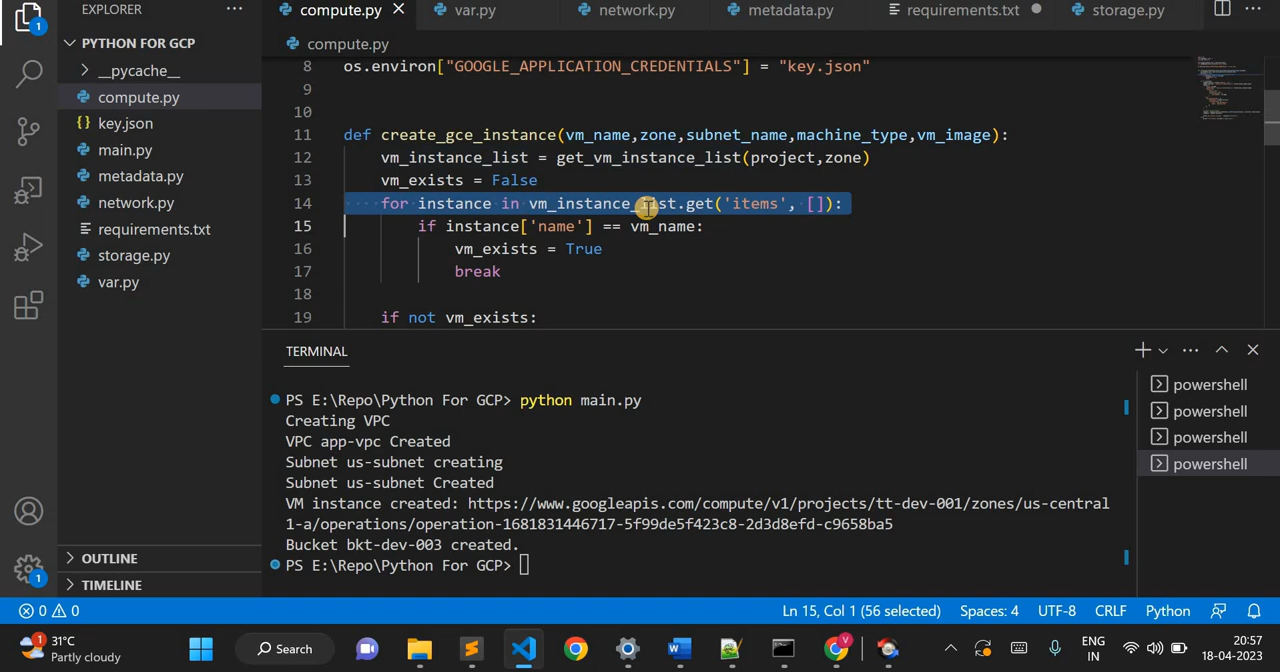 EXPLORER
compute.py
var.py
network.py
metadata.py
requirements.txt
storage.py
1
PYTHON FOR GCP
compute.py
__pycache__
compute.py
key.json
main.py
metadata.py
network.py
requirements.txt
storage.py
var.py
8 os.environ["GOOGLE_APPLICATION_CREDENTIALS"] = "key.json"
9
10
11 def create_gce_instance(vm_name,zone,subnet_name,machine_type,vm_image):
12 vm_instance_list = get_vm_instance_list(project,zone)
13 vm_exists = False
14 for instance in vm_instance_list.get('items', []):
15 if instance['name'] == vm_name:
16 vm_exists = True
17 break
18
19 if not vm_exists:
TERMINAL
PS E:\Repo\Python For GCP> python main.py
Creating VPC
VPC app-vpc Created
Subnet us-subnet creating
Subnet us-subnet Created
VM instance created: https://www.googleapis.com/compute/v1/projects/tt-dev-001/zones/us-central
1-a/operations/operation-1681831446717-5f99de5f423c8-2d3d8efd-c9658ba5
Bucket bkt-dev-003 created.
PS E:\Repo\Python For GCP>
powershell
powershell
powershell
powershell
OUTLINE
TIMELINE
1
0 0
Ln 15, Col 1 (56 selected)
Spaces: 4
UTF-8
CRLF
Python
1
31°C
Partly cloudy
Search
V
ENG
IN
20:57
18-04-2023